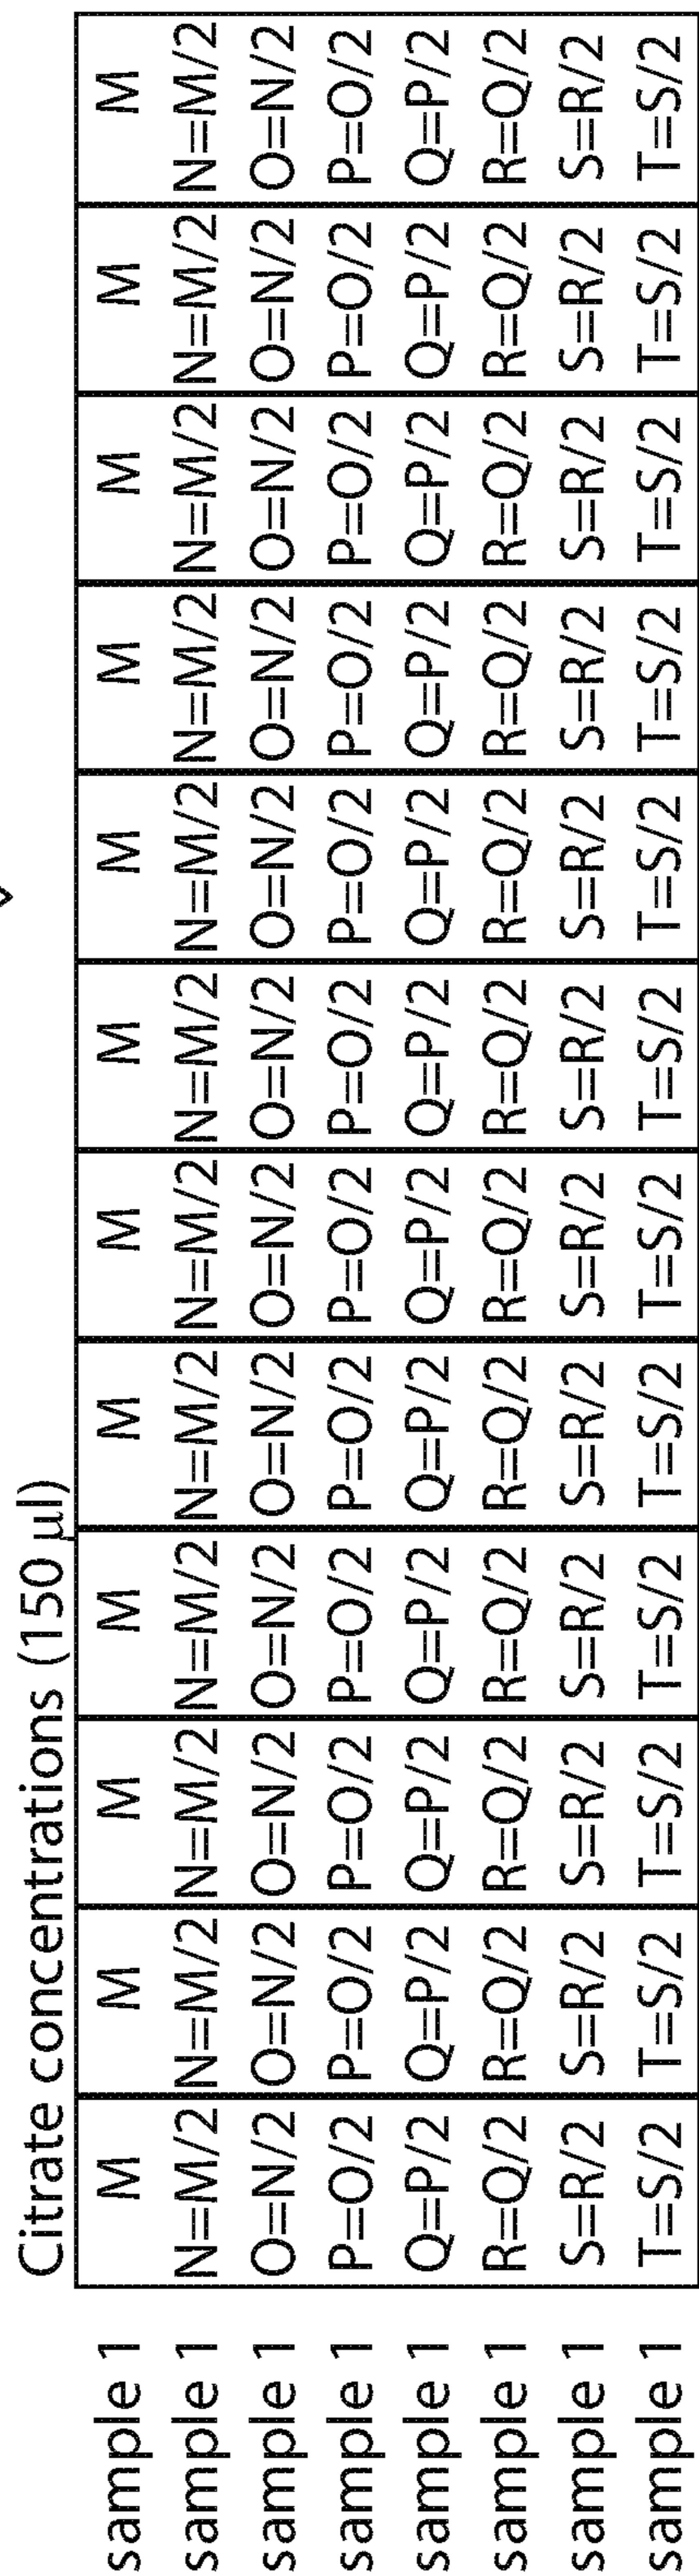 Citrate concentrations (150 µl)
sample 1 M M M M M M M M M M M M
sample 1 N=M/2 N=M/2 N=M/2 N=M/2 N=M/2 N=M/2 N=M/2 N=M/2 N=M/2 N=M/2 N=M/2 N=M/2
sample 1 O=N/2 O=N/2 O=N/2 O=N/2 O=N/2 O=N/2 O=N/2 O=N/2 O=N/2 O=N/2 O=N/2 O=N/2
sample 1 P=O/2 P=O/2 P=O/2 P=O/2 P=O/2 P=O/2 P=O/2 P=O/2 P=O/2 P=O/2 P=O/2 P=O/2
sample 1 Q=P/2 Q=P/2 Q=P/2 Q=P/2 Q=P/2 Q=P/2 Q=P/2 Q=P/2 Q=P/2 Q=P/2 Q=P/2 Q=P/2
sample 1 R=Q/2 R=Q/2 R=Q/2 R=Q/2 R=Q/2 R=Q/2 R=Q/2 R=Q/2 R=Q/2 R=Q/2 R=Q/2 R=Q/2
sample 1 S=R/2 S=R/2 S=R/2 S=R/2 S=R/2 S=R/2 S=R/2 S=R/2 S=R/2 S=R/2 S=R/2 S=R/2
sample 1 T=S/2 T=S/2 T=S/2 T=S/2 T=S/2 T=S/2 T=S/2 T=S/2 T=S/2 T=S/2 T=S/2 T=S/2